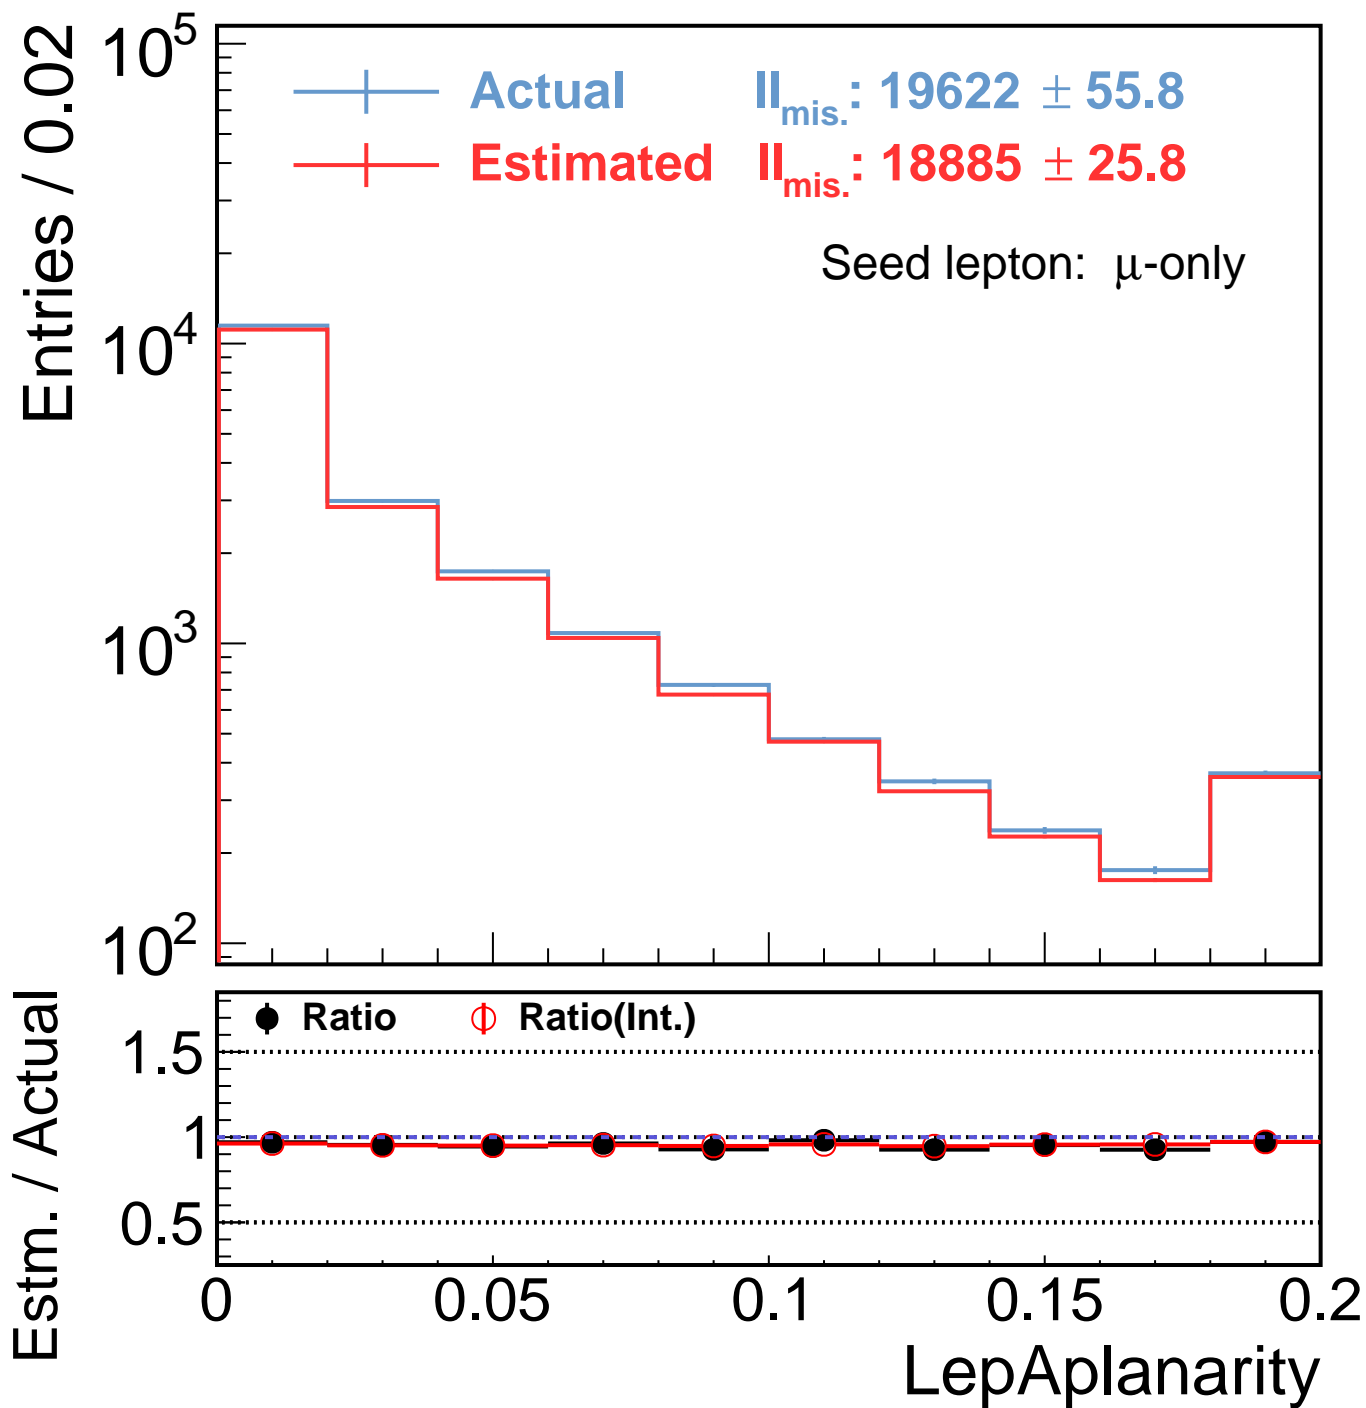 Entries / 0.02
10^5
10^4
10^3
10^2
Actual II_mis.: 19622 ± 55.8
Estimated II_mis.: 18885 ± 25.8
Seed lepton: μ-only
Estm. / Actual
Ratio Ratio(Int.)
1.5
1
0.5
0 0.05 0.1 0.15 0.2
LepAplanarity